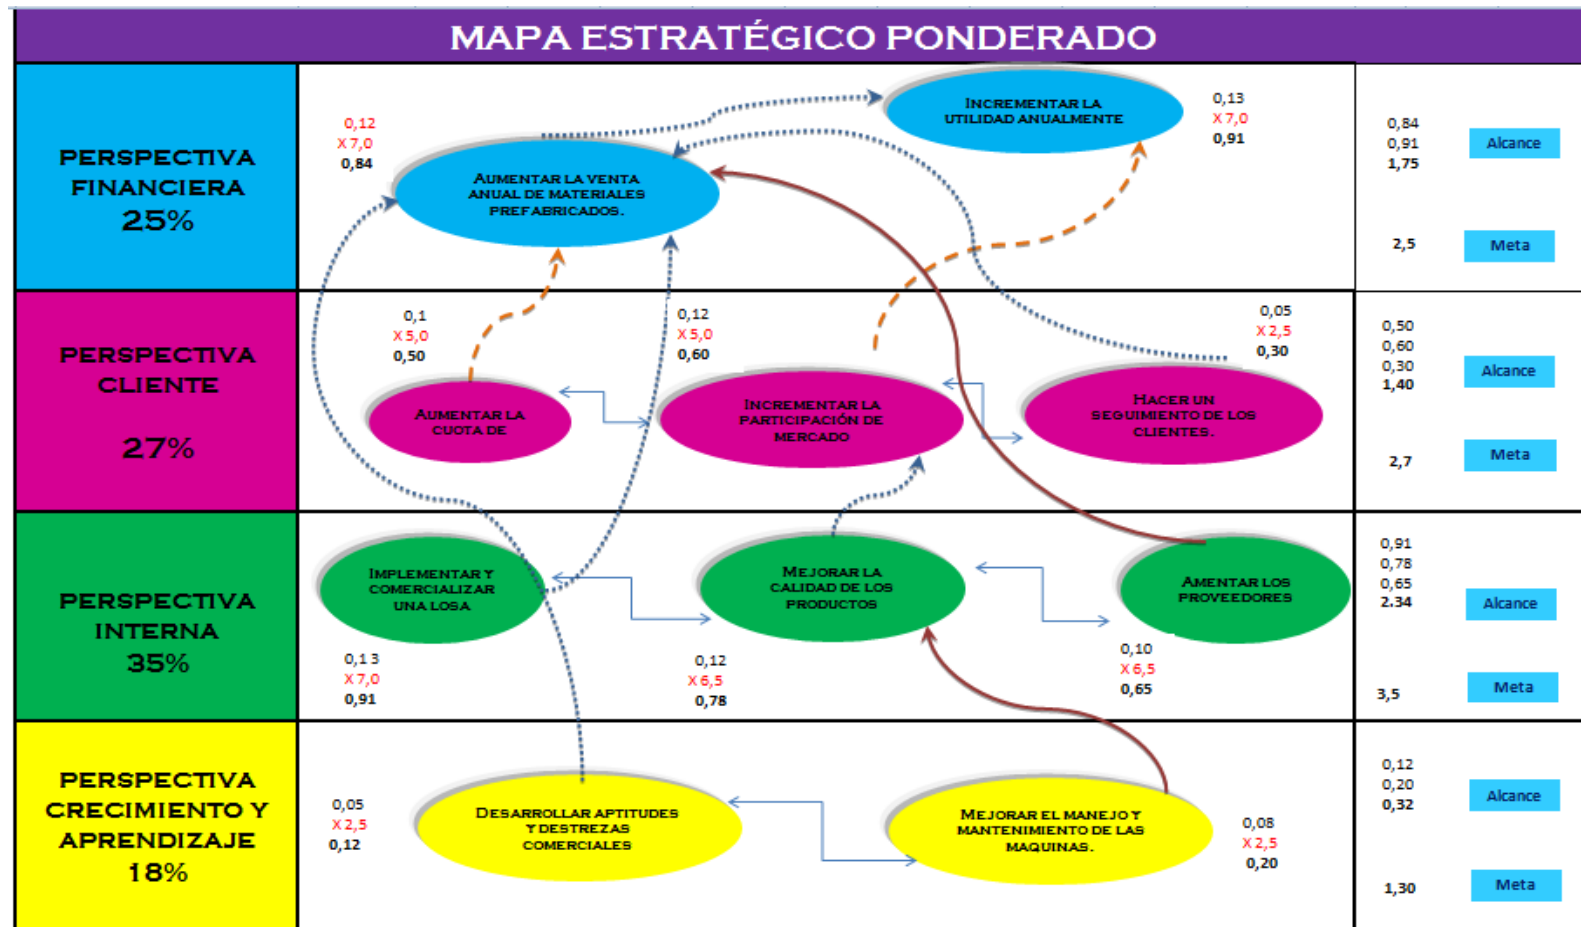 MAPA ESTRATÉGICO PONDERADO
PERSPECTIVA
FINANCIERA
25%
0,12
X 7,0
0,84
AUMENTAR LA VENTA
ANUAL DE MATERIALES
PREFABRICADOS.
INCREMENTAR LA
UTILIDAD ANUALMENTE
0,13
X 7,0
0,91
0,84
0,91
1,75
Alcance
2,5
Meta
PERSPECTIVA
CLIENTE
27%
0,1
X 5,0
0,50
AUMENTAR LA
CUOTA DE
0,12
X 5,0
0,60
INCREMENTAR LA
PARTICIPACIÓN DE
MERCADO
0,05
X 2,5
0,30
HACER UN
SEGUIMIENTO DE LOS
CLIENTES.
0,50
0,60
0,30
1,40
Alcance
2,7
Meta
PERSPECTIVA
INTERNA
35%
IMPLEMENTAR Y
COMERCIALIZAR
UNA LOSA
0,1 3
X 7,0
0,91
MEJORAR LA
CALIDAD DE LOS
PRODUCTOS
0,12
X 6,5
0,78
AMENTAR LOS
PROVEEDORES
0,10
X 6,5
0,65
0,91
0,78
0,65
2.34
Alcance
3,5
Meta
PERSPECTIVA
CRECIMIENTO Y
APRENDIZAJE
18%
0,05
X 2,5
0,12
DESARROLLAR APTITUDES
Y DESTREZAS
COMERCIALES
MEJORAR EL MANEJO Y
MANTENIMIENTO DE LAS
MAQUINAS.
0,08
X 2,5
0,20
0,12
0,20
0,32
Alcance
1,30
Meta